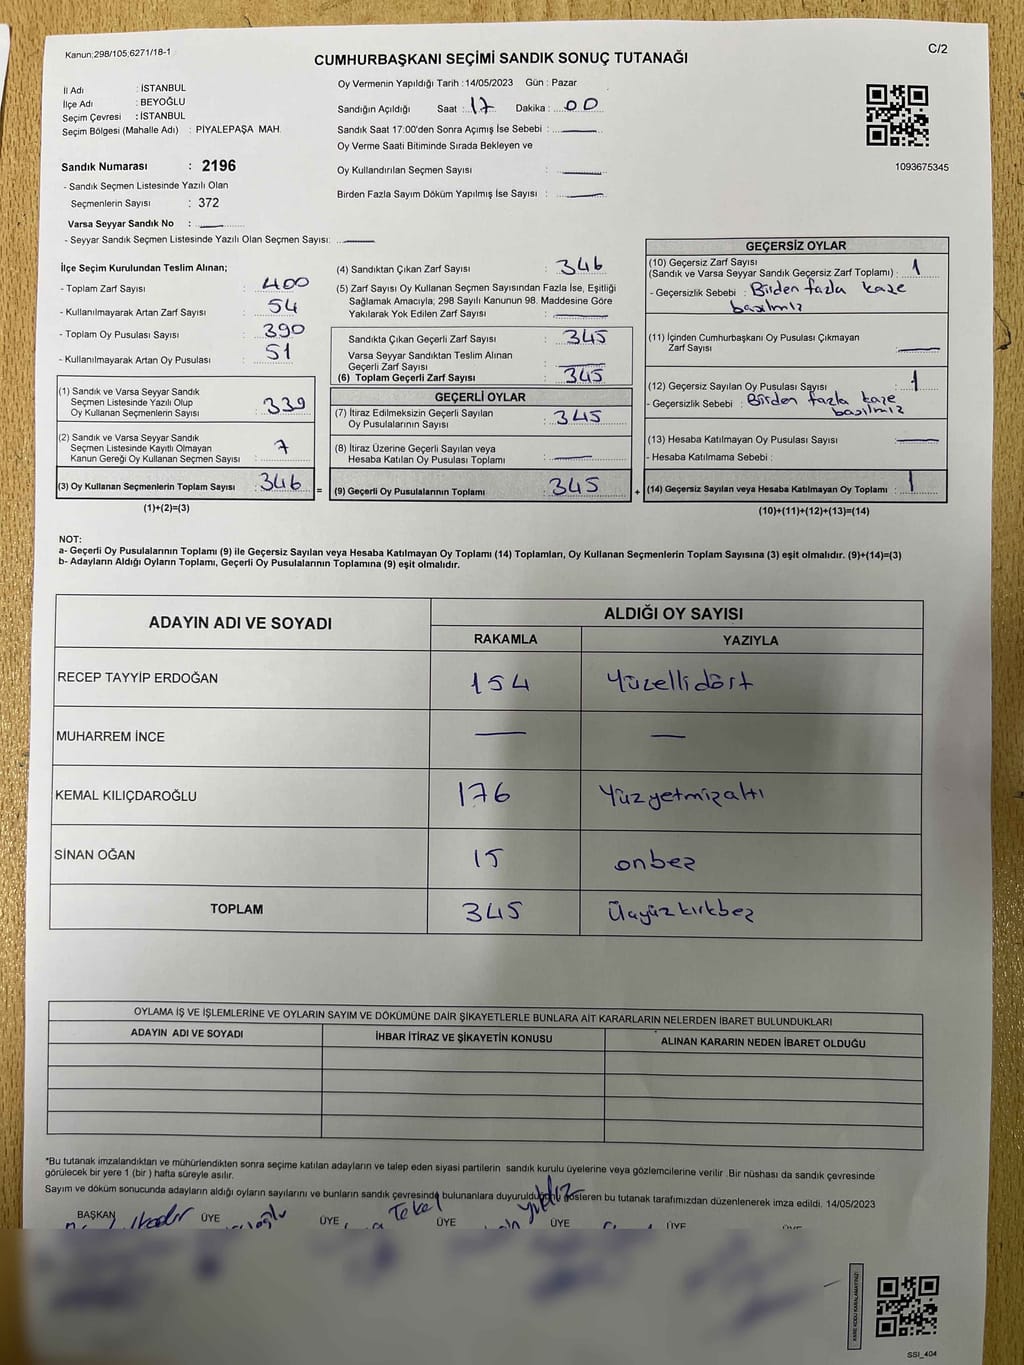 Kanun;298/105;6271/18-1
CUMHURBAŞKANI SEÇİMİ SANDIK SONUÇ TUTANAĞI
C/2
İl Adı : İSTANBUL
İlçe Adı : BEYOĞLU
Seçim Çevresi : İSTANBUL
Seçim Bölgesi (Mahalle Adı) : PİYALEPAŞA MAH.
Sandık Numarası : 2196
- Sandık Seçmen Listesinde Yazılı Olan
Seçmenlerin Sayısı : 372
Varsa Seyyar Sandık No :
- Seyyar Sandık Seçmen Listesinde Yazılı Olan Seçmen Sayısı:
Oy Vermenin Yapıldığı Tarih :14/05/2023 Gün : Pazar
Sandığın Açıldığı Saat : 17 Dakika : 00
Sandık Saat 17:00'den Sonra Açımış İse Sebebi :
Oy Verme Saati Bitiminde Sırada Bekleyen ve
Oy Kullandırılan Seçmen Sayısı :
Birden Fazla Sayım Döküm Yapılmış İse Sayısı :
1093675345
İlçe Seçim Kurulundan Teslim Alınan;
- Toplam Zarf Sayısı : 400
- Kullanılmayarak Artan Zarf Sayısı : 54
- Toplam Oy Pusulası Sayısı : 390
- Kullanılmayarak Artan Oy Pusulası : 51
(1) Sandık ve Varsa Seyyar Sandık
Seçmen Listesinde Yazılı Olup
Oy Kullanan Seçmenlerin Sayısı : 339
(2) Sandık ve Varsa Seyyar Sandık
Seçmen Listesinde Kayıtlı Olmayan
Kanun Gereği Oy Kullanan Seçmen Sayısı : 7
(3) Oy Kullanan Seçmenlerin Toplam Sayısı : 346 =
(1)+(2)=(3)
(4) Sandıktan Çıkan Zarf Sayısı : 346
(5) Zarf Sayısı Oy Kullanan Seçmen Sayısından Fazla İse, Eşitliği
Sağlamak Amacıyla; 298 Sayılı Kanunun 98. Maddesine Göre
Yakılarak Yok Edilen Zarf Sayısı :
Sandıkta Çıkan Geçerli Zarf Sayısı : 345
Varsa Seyyar Sandıktan Teslim Alınan
Geçerli Zarf Sayısı :
(6) Toplam Geçerli Zarf Sayısı : 345
GEÇERLİ OYLAR
(7) İtiraz Edilmeksizin Geçerli Sayılan
Oy Pusulalarının Sayısı : 345
(8) İtiraz Üzerine Geçerli Sayılan veya
Hesaba Katılan Oy Pusulası Toplamı :
(9) Geçerli Oy Pusulalarının Toplamı : 345 +
GEÇERSİZ OYLAR
(10) Geçersiz Zarf Sayısı
(Sandık ve Varsa Seyyar Sandık Geçersiz Zarf Toplamı) : 1
- Geçersizlik Sebebi : Birden fazla kaze
basılmız
(11) İçinden Cumhurbaşkanı Oy Pusulası Çıkmayan
Zarf Sayısı :
(12) Geçersiz Sayılan Oy Pusulası Sayısı : 1
- Geçersizlik Sebebi : Birden fazla kaze
basılmız
(13) Hesaba Katılmayan Oy Pusulası Sayısı :
- Hesaba Katılmama Sebebi :
(14) Geçersiz Sayılan veya Hesaba Katılmayan Oy Toplamı : 1
(10)+(11)+(12)+(13)=(14)
NOT:
a- Geçerli Oy Pusulalarının Toplamı (9) ile Geçersiz Sayılan veya Hesaba Katılmayan Oy Toplamı (14) Toplamları, Oy Kullanan Seçmenlerin Toplam Sayısına (3) eşit olmalıdır. (9)+(14)=(3)
b- Adayların Aldığı Oyların Toplamı, Geçerli Oy Pusulalarının Toplamına (9) eşit olmalıdır.
ADAYIN ADI VE SOYADI ALDIĞI OY SAYISI
RAKAMLA YAZIYLA
RECEP TAYYİP ERDOĞAN 154 Yüzellidört
MUHARREM İNCE
KEMAL KILIÇDAROĞLU 176 Yüzyetmizaltı
SİNAN OĞAN 15 onbez
TOPLAM 345 Üçyüzkırkbez
OYLAMA İŞ VE İŞLEMLERİNE VE OYLARIN SAYIM VE DÖKÜMÜNE DAİR ŞİKAYETLERLE BUNLARA AİT KARARLARIN NELERDEN İBARET BULUNDUKLARI
ADAYIN ADI VE SOYADI İHBAR İTİRAZ VE ŞİKAYETİN KONUSU ALINAN KARARIN NEDEN İBARET OLDUĞU
*Bu tutanak imzalandıktan ve mühürlendikten sonra seçime katılan adayların ve talep eden siyasi partilerin sandık kurulu üyelerine veya gözlemcilerine verilir .Bir nüshası da sandık çevresinde
görülecek bir yere 1 (bir ) hafta süreyle asılır.
Sayım ve döküm sonucunda adayların aldığı oyların sayılarını ve bunların sandık çevresinde bulunanlara duyurulduğunu gösteren bu tutanak tarafımızdan düzenlenerek imza edildi. 14/05/2023
BAŞKAN ÜYE ÜYE Tekel ÜYE Yıldız ÜYE ÜYE
KARE KODU KARALAMAYINIZ!
SSI_404